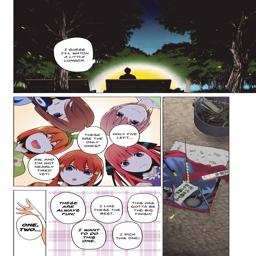 I GUESS
I'LL WATCH
A LITTLE
LONGER.
ONLY FIVE
LEFT...
THESE ARE
THE ONLY
ONES?
AW, AND I'M
NOT NEARLY
TIRED
YET!
ONE,
TWO...
THESE
ARE
ALWAYS
FUN!
I LIKE
THESE THE
BEST.
THIS HAS
GOTTA BE
THE BIG
FINISH!
I WANT
TO DO
THIS
ONE.
I PICK
THIS ONE!